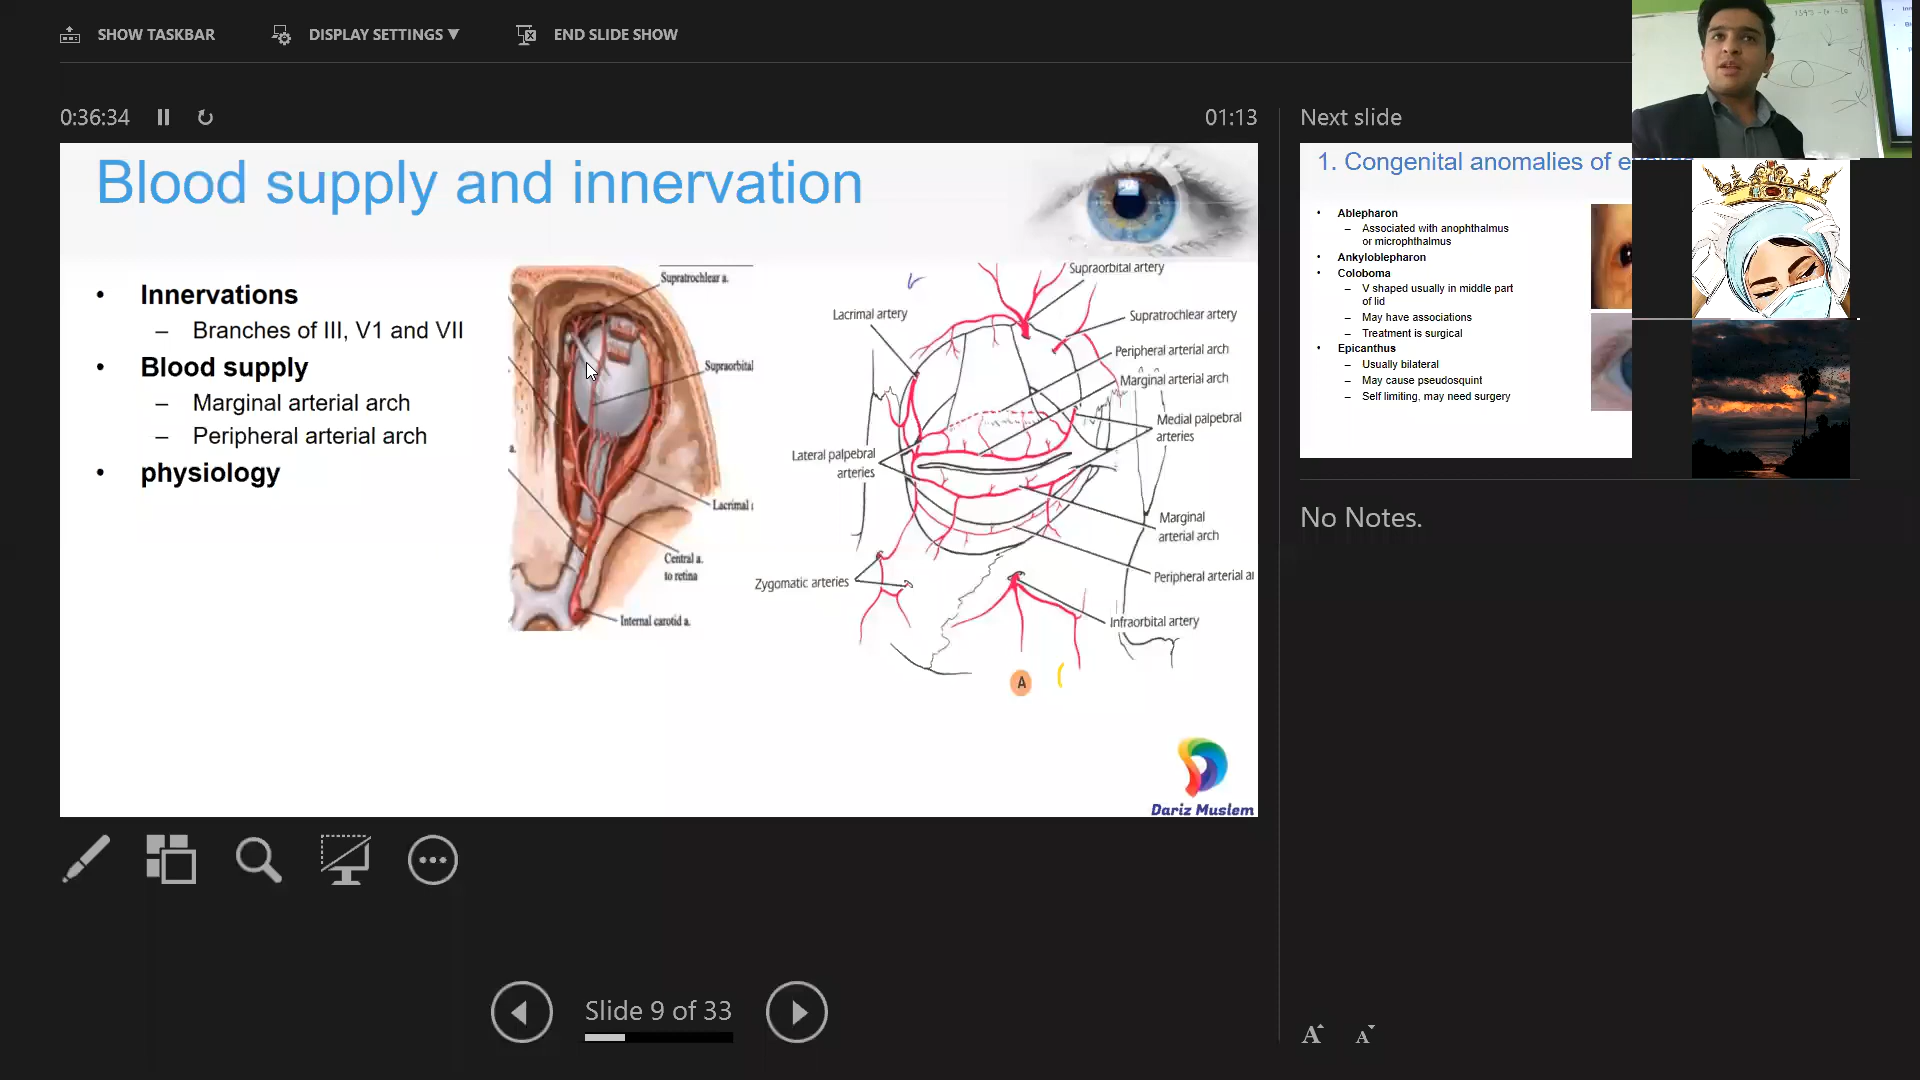 SHOW TASKBAR
DISPLAY SETTINGS ▼
END SLIDE SHOW
0:36:34
01:13
Next slide
Blood supply and innervation
• Innervations
– Branches of III, V1 and VII
• Blood supply
– Marginal arterial arch
– Peripheral arterial arch
• physiology
Supratrochlear a.
Supraorbital
Lacrimal
Central a.
to retina
Internal carotid a.
a.
Supraorbital artery
Lacrimal artery
Supratrochlear artery
Peripheral arterial arch
Marginal arterial arch
Medial palpebral
arteries
Lateral palpebral
arteries
Marginal
arterial arch
Zygomatic arteries
Peripheral arterial ar
Infraorbital artery
A
Dariz Muslem
1. Congenital anomalies of e
• Ablepharon
– Associated with anophthalmus
or microphthalmus
• Ankyloblepharon
• Coloboma
– V shaped usually in middle part
of lid
– May have associations
– Treatment is surgical
• Epicanthus
– Usually bilateral
– May cause pseudosquint
– Self limiting, may need surgery
No Notes.
Slide 9 of 33
A A